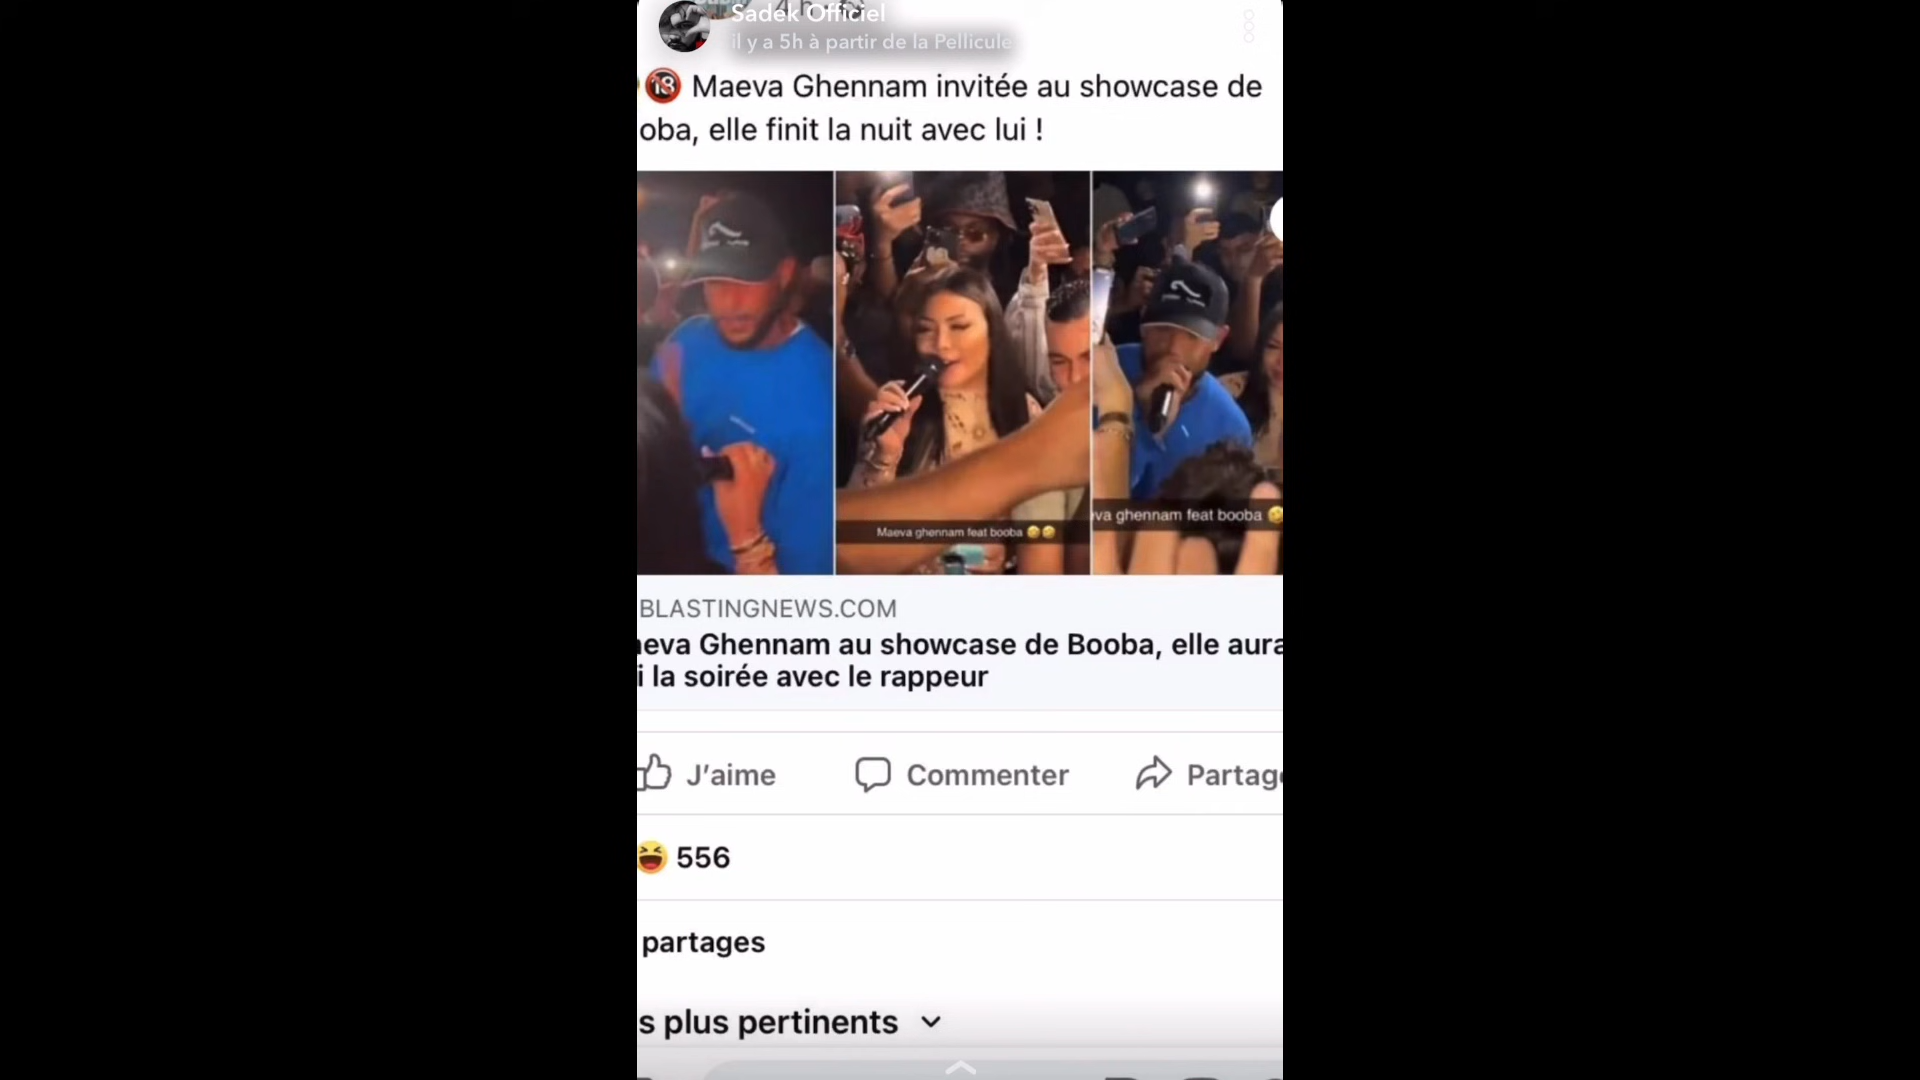 Sadek Officiel
il y a 5h à partir de la Pellicule
Maeva Ghennam invitée au showcase de
oba, elle finit la nuit avec lui !
Maeva ghennam feat booba
va ghennam feat booba
BLASTINGNEWS.COM
eva Ghennam au showcase de Booba, elle aura
i la soirée avec le rappeur
J’aime
Commenter
Partag
556
partages
s plus pertinents